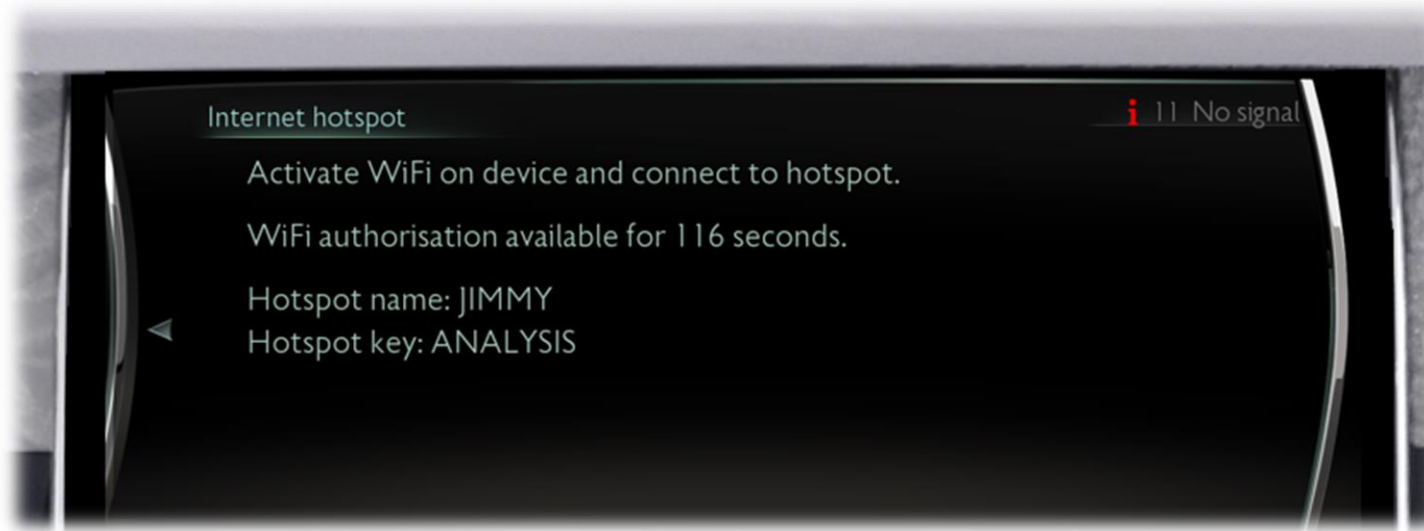 Internet hotspot
i 11 No signal
Activate WiFi on device and connect to hotspot.
WiFi authorisation available for 116 seconds.
Hotspot name: JIMMY
Hotspot key: ANALYSIS